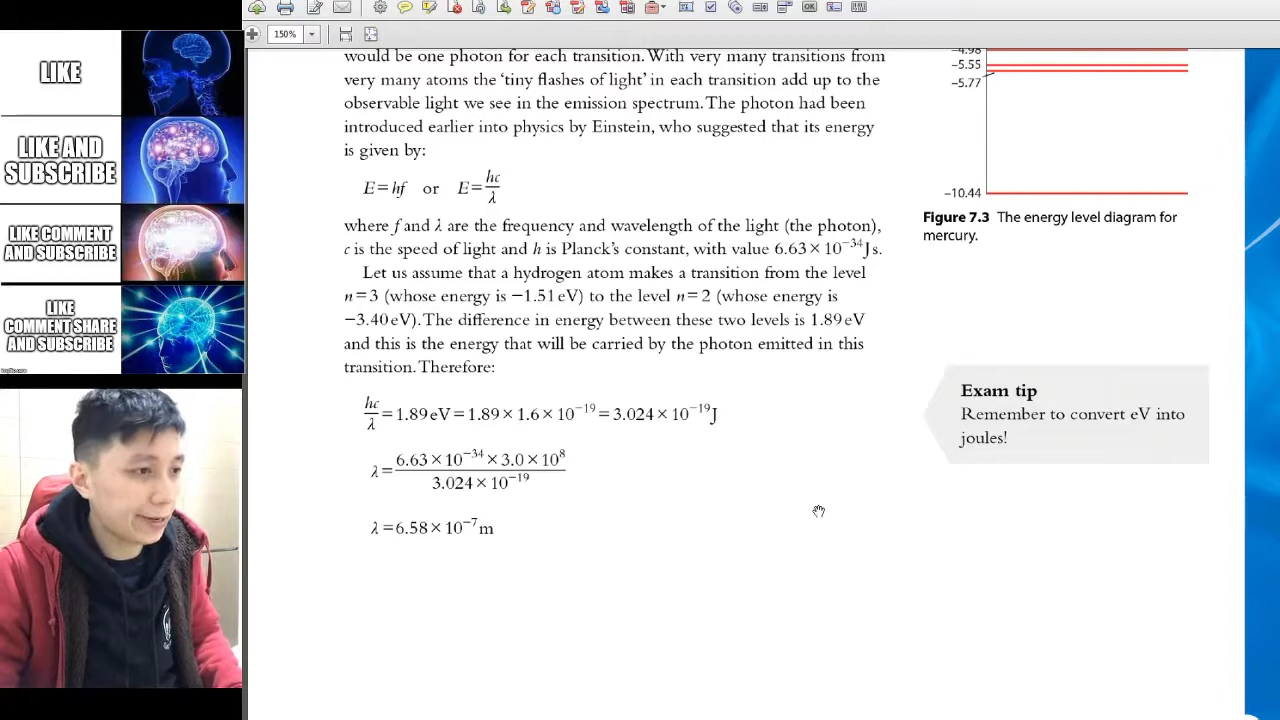 LIKE
LIKE AND
SUBSCRIBE
LIKE COMMENT
AND SUBSCRIBE
LIKE
COMMENT SHARE
AND SUBSCRIBE
imgflip.com
150%
OK
would be one photon for each transition. With very many transitions from
very many atoms the ‘tiny flashes of light’ in each transition add up to the
observable light we see in the emission spectrum. The photon had been
introduced earlier into physics by Einstein, who suggested that its energy
is given by:
E = hf or E = hc/λ
where f and λ are the frequency and wavelength of the light (the photon),
c is the speed of light and h is Planck’s constant, with value 6.63 × 10⁻³⁴ J s.
Let us assume that a hydrogen atom makes a transition from the level
n = 3 (whose energy is −1.51 eV) to the level n = 2 (whose energy is
−3.40 eV). The difference in energy between these two levels is 1.89 eV
and this is the energy that will be carried by the photon emitted in this
transition. Therefore:
hc/λ = 1.89 eV = 1.89 × 1.6 × 10⁻¹⁹ = 3.024 × 10⁻¹⁹ J
λ = 6.63 × 10⁻³⁴ × 3.0 × 10⁸ / 3.024 × 10⁻¹⁹
λ = 6.58 × 10⁻⁷ m
−4.98
−5.55
−5.77
−10.44
Figure 7.3 The energy level diagram for
mercury.
Exam tip
Remember to convert eV into
joules!